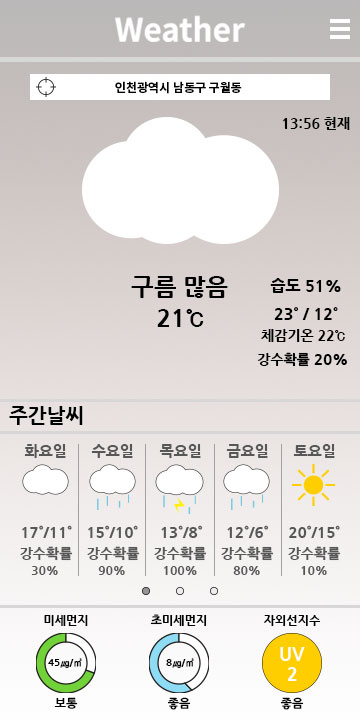 Weather
인천광역시 남동구 구월동
13:56 현재
구름 많음
21℃
습도 51%
23° / 12°
체감기온 22℃
강수확률 20%
주간날씨
화요일 수요일 목요일 금요일 토요일
17°/11° 15°/10° 13°/8° 12°/6° 20°/15°
강수확률 강수확률 강수확률 강수확률 강수확률
30% 90% 100% 80% 10%
미세먼지 초미세먼지 자외선지수
45㎍/㎥ 8㎍/㎥ UV
2
보통 좋음 좋음